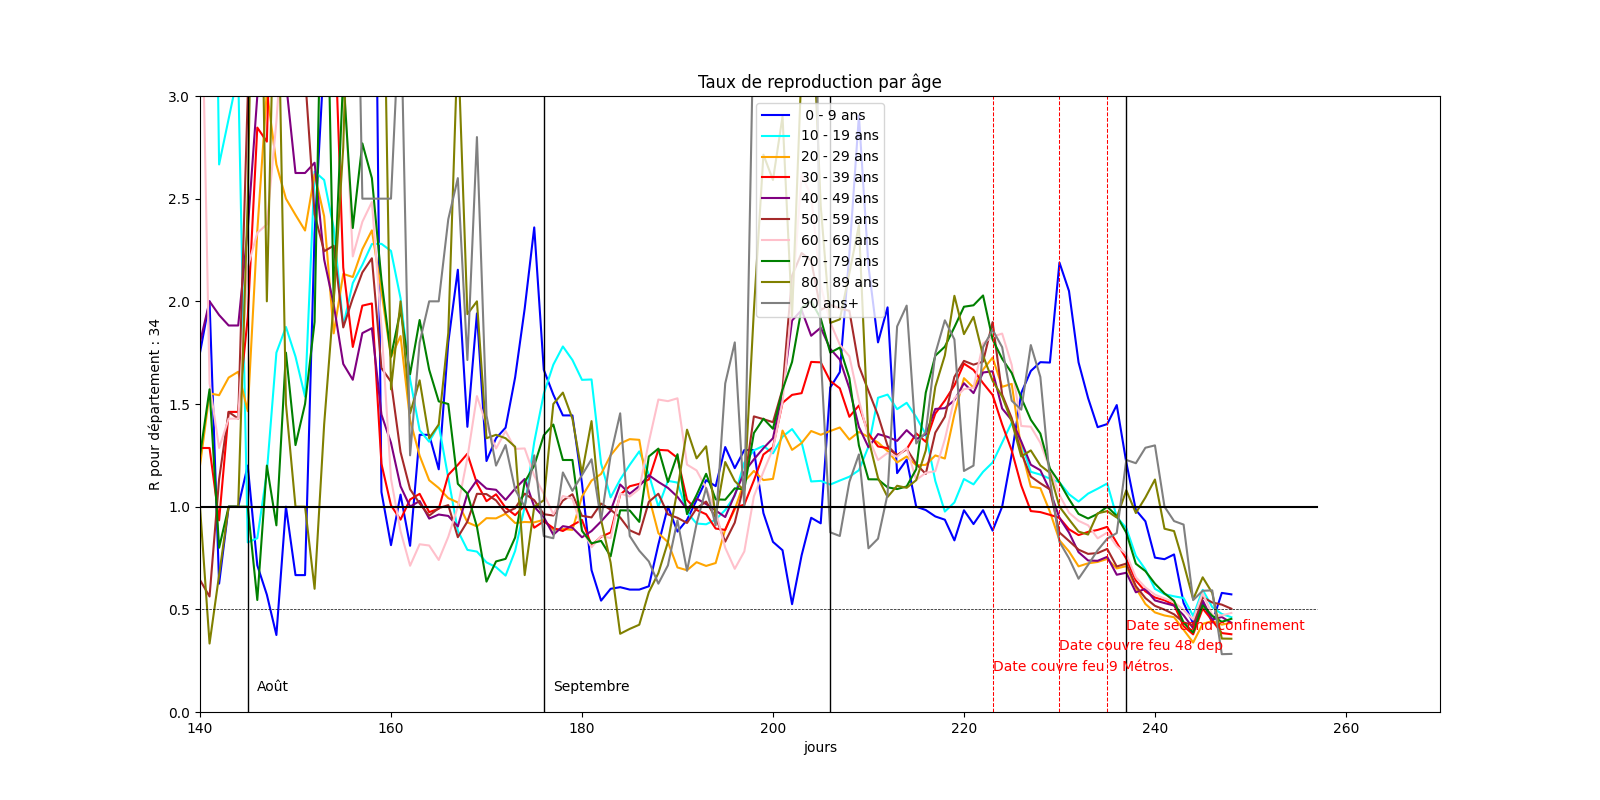 Taux de reproduction par âge
R pour département : 34
3.0
2.5
2.0
1.5
1.0
0.5
0.0
0 - 9 ans
10 - 19 ans
20 - 29 ans
30 - 39 ans
40 - 49 ans
50 - 59 ans
60 - 69 ans
70 - 79 ans
80 - 89 ans
90 ans+
Date second confinement
Date couvre feu 48 dep
Date couvre feu 9 Métros.
Août
Septembre
140
160
180
200
220
240
260
jours